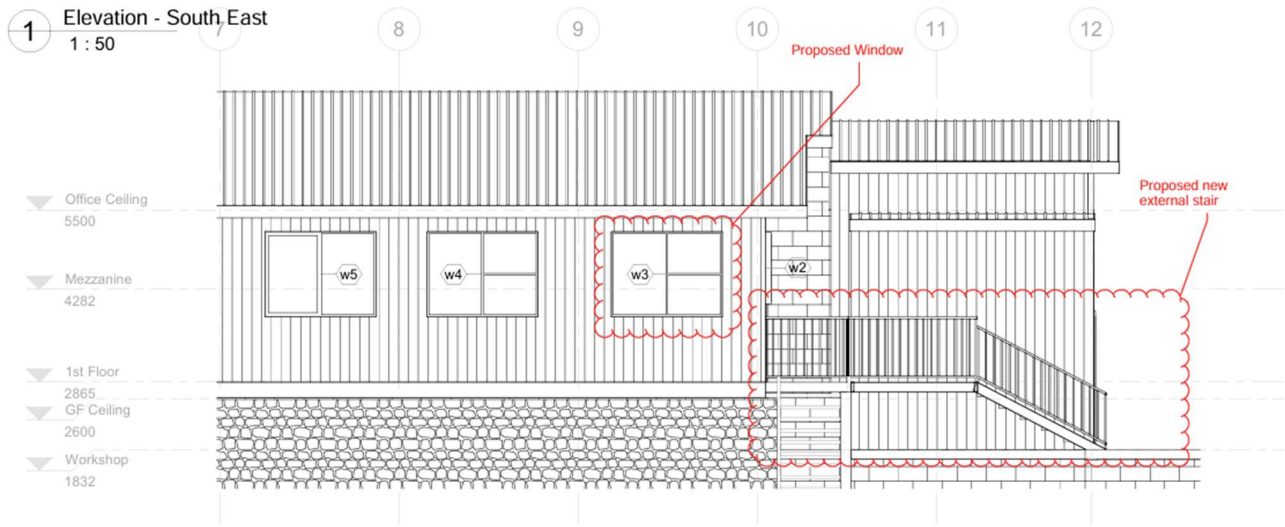 1
Elevation - South East
1 : 50
7
8
9
10
11
12
Proposed Window
Proposed new
external stair
Office Ceiling
5500
Mezzanine
4282
1st Floor
2865
GF Ceiling
2600
Workshop
1832
w5
w4
w3
w2